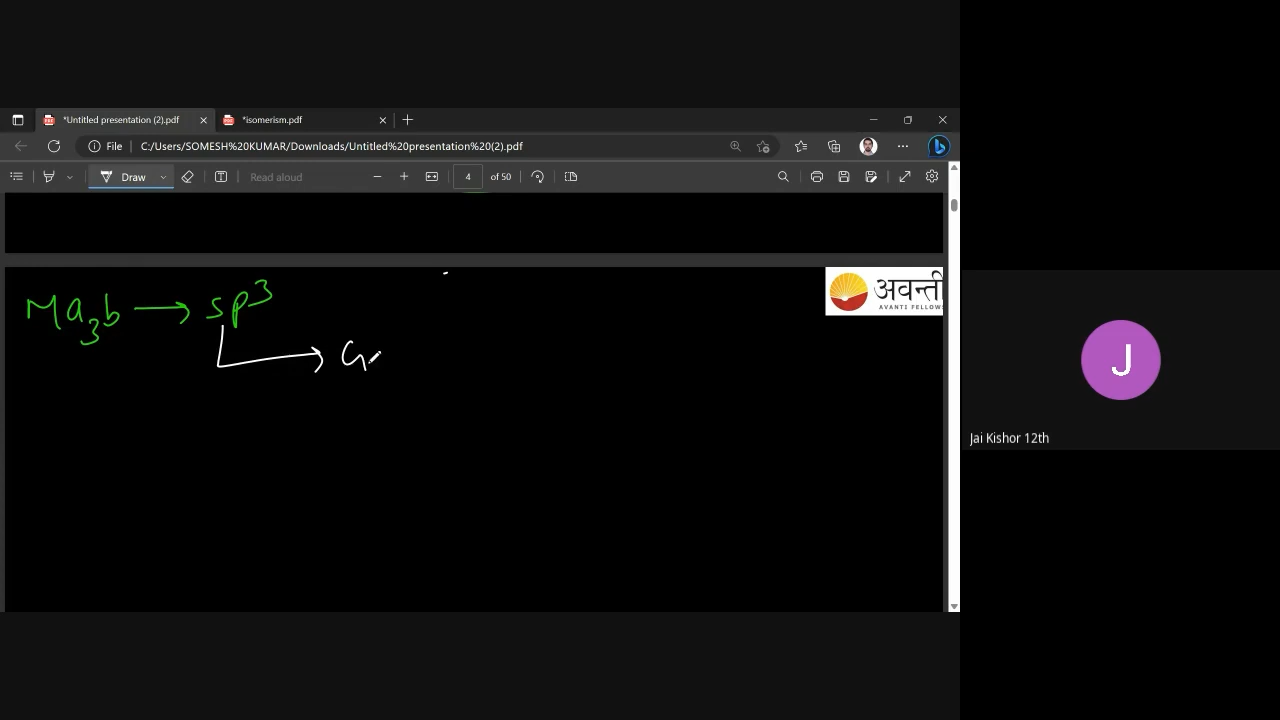 *Untitled presentation (2).pdf
*isomerism.pdf
File C:/Users/SOMESH%20KUMAR/Downloads/Untitled%20presentation%20(2).pdf
Draw Read aloud 4 of 50
Ma₃b → sp³
अवन्ती
AVANTI FELLOWS
→ G
J
Jai Kishor 12th